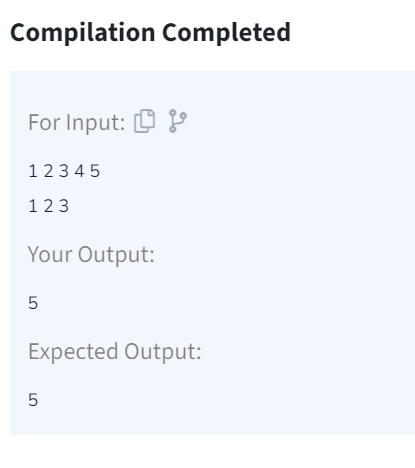 Compilation Completed
For Input:
1 2 3 4 5
1 2 3
Your Output:
5
Expected Output:
5